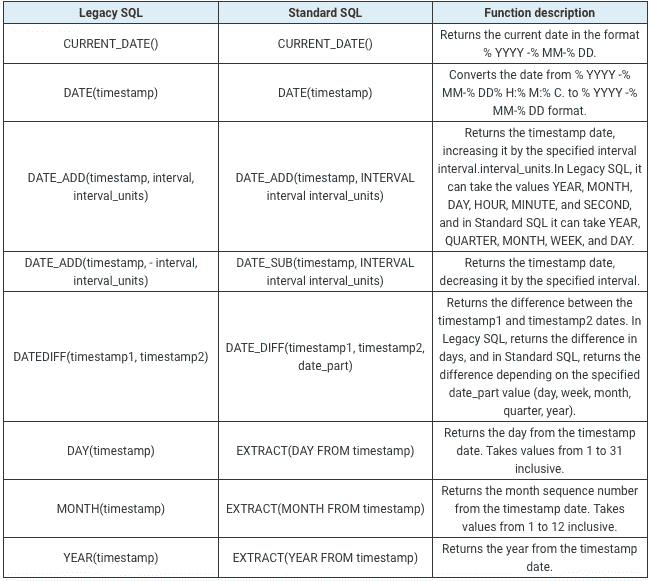 Legacy SQL
Standard SQL
Function description
CURRENT_DATE()
CURRENT_DATE()
Returns the current date in the format
% YYYY -% MM-% DD.
DATE(timestamp)
DATE(timestamp)
Converts the date from % YYYY -%
MM-% DD% H:% M:% C. to % YYYY -%
MM-% DD format.
DATE_ADD(timestamp, interval,
interval_units)
DATE_ADD(timestamp, INTERVAL
interval interval_units)
Returns the timestamp date,
increasing it by the specified interval
interval.interval_units.In Legacy SQL, it
can take the values YEAR, MONTH,
DAY, HOUR, MINUTE, and SECOND,
and in Standard SQL it can take YEAR,
QUARTER, MONTH, WEEK, and DAY.
DATE_ADD(timestamp, - interval,
interval_units)
DATE_SUB(timestamp, INTERVAL
interval interval_units)
Returns the timestamp date,
decreasing it by the specified interval.
DATEDIFF(timestamp1, timestamp2)
DATE_DIFF(timestamp1, timestamp2,
date_part)
Returns the difference between the
timestamp1 and timestamp2 dates. In
Legacy SQL, returns the difference in
days, and in Standard SQL, returns the
difference depending on the specified
date_part value (day, week, month,
quarter, year).
DAY(timestamp)
EXTRACT(DAY FROM timestamp)
Returns the day from the timestamp
date. Takes values from 1 to 31
inclusive.
MONTH(timestamp)
EXTRACT(MONTH FROM timestamp)
Returns the month sequence number
from the timestamp date. Takes
values from 1 to 12 inclusive.
YEAR(timestamp)
EXTRACT(YEAR FROM timestamp)
Returns the year from the timestamp
date.